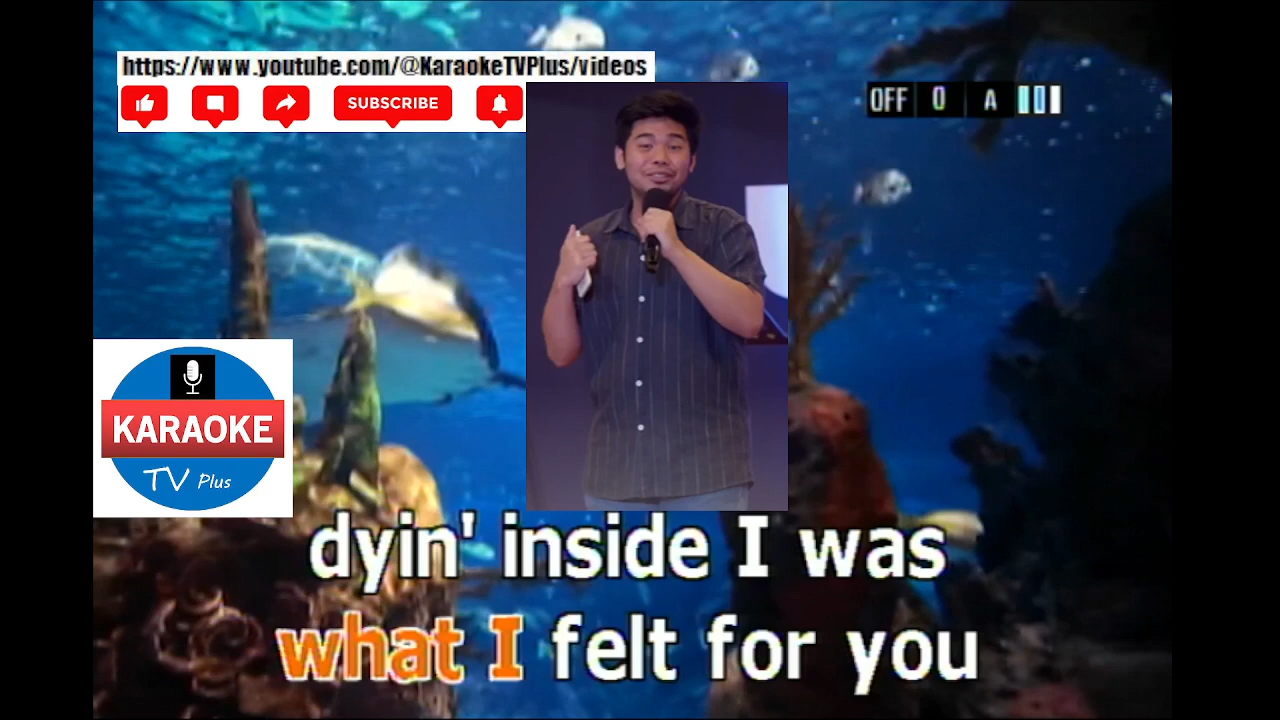 https://www.youtube.com/@KaraokeTVPlus/videos
SUBSCRIBE
OFF 0 A
KARAOKE
TV Plus
dyin' inside I was
what I felt for you